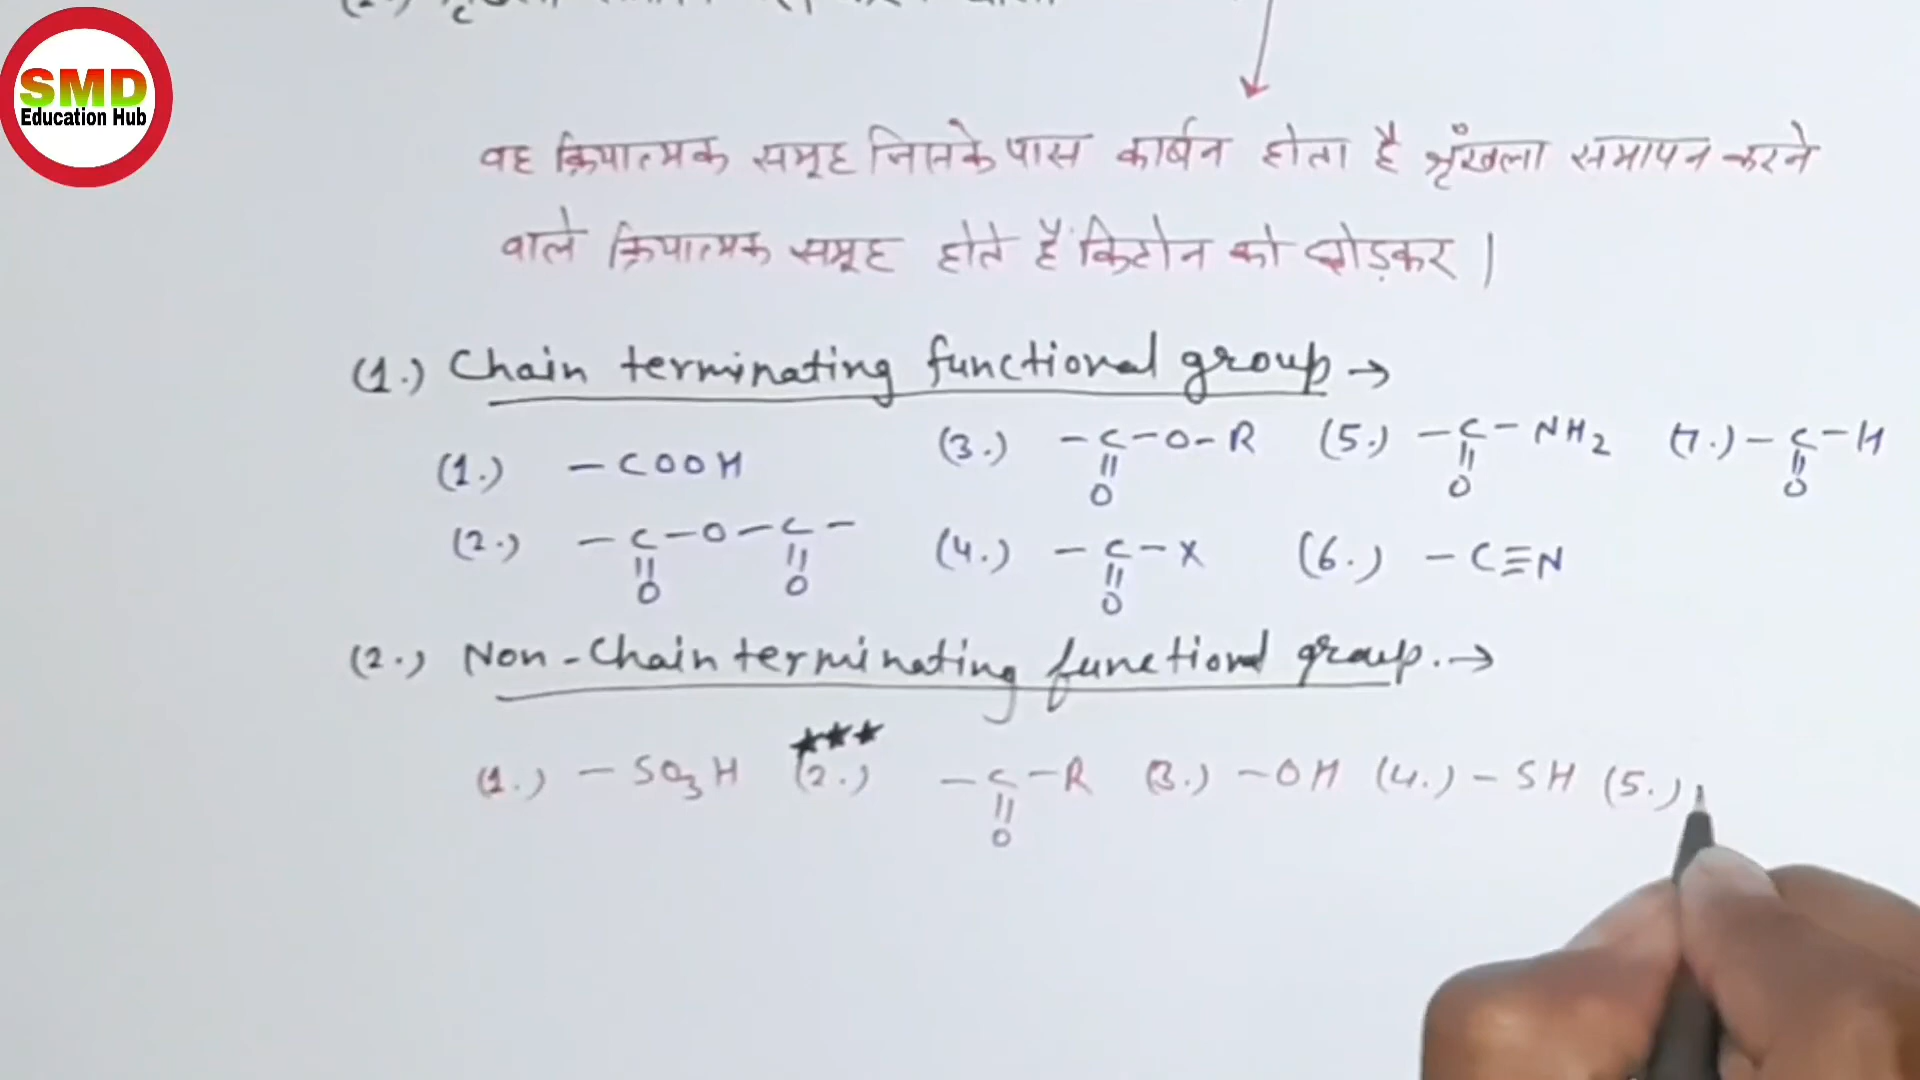 SMD
Education Hub
वह क्रियात्मक समूह जिसके पास कार्बन होता है श्रृंखला समापन करने
वाले क्रियात्मक समूह होते हैं किटोन को छोड़कर |
(1.) Chain terminating functional group →
(1.) - COOH (3.) - C - O - R (5.) - C - NH2 (7.) - C - H
|| || ||
O O O
(2.) - C - O - C - (4.) - C - X (6.) - C≡N
|| || ||
O O O
(2.) Non-Chain terminating functional group. →
★★★
(1.) - SO3H (2.) - C - R (3.) - OH (4.) - SH (5.)
||
O